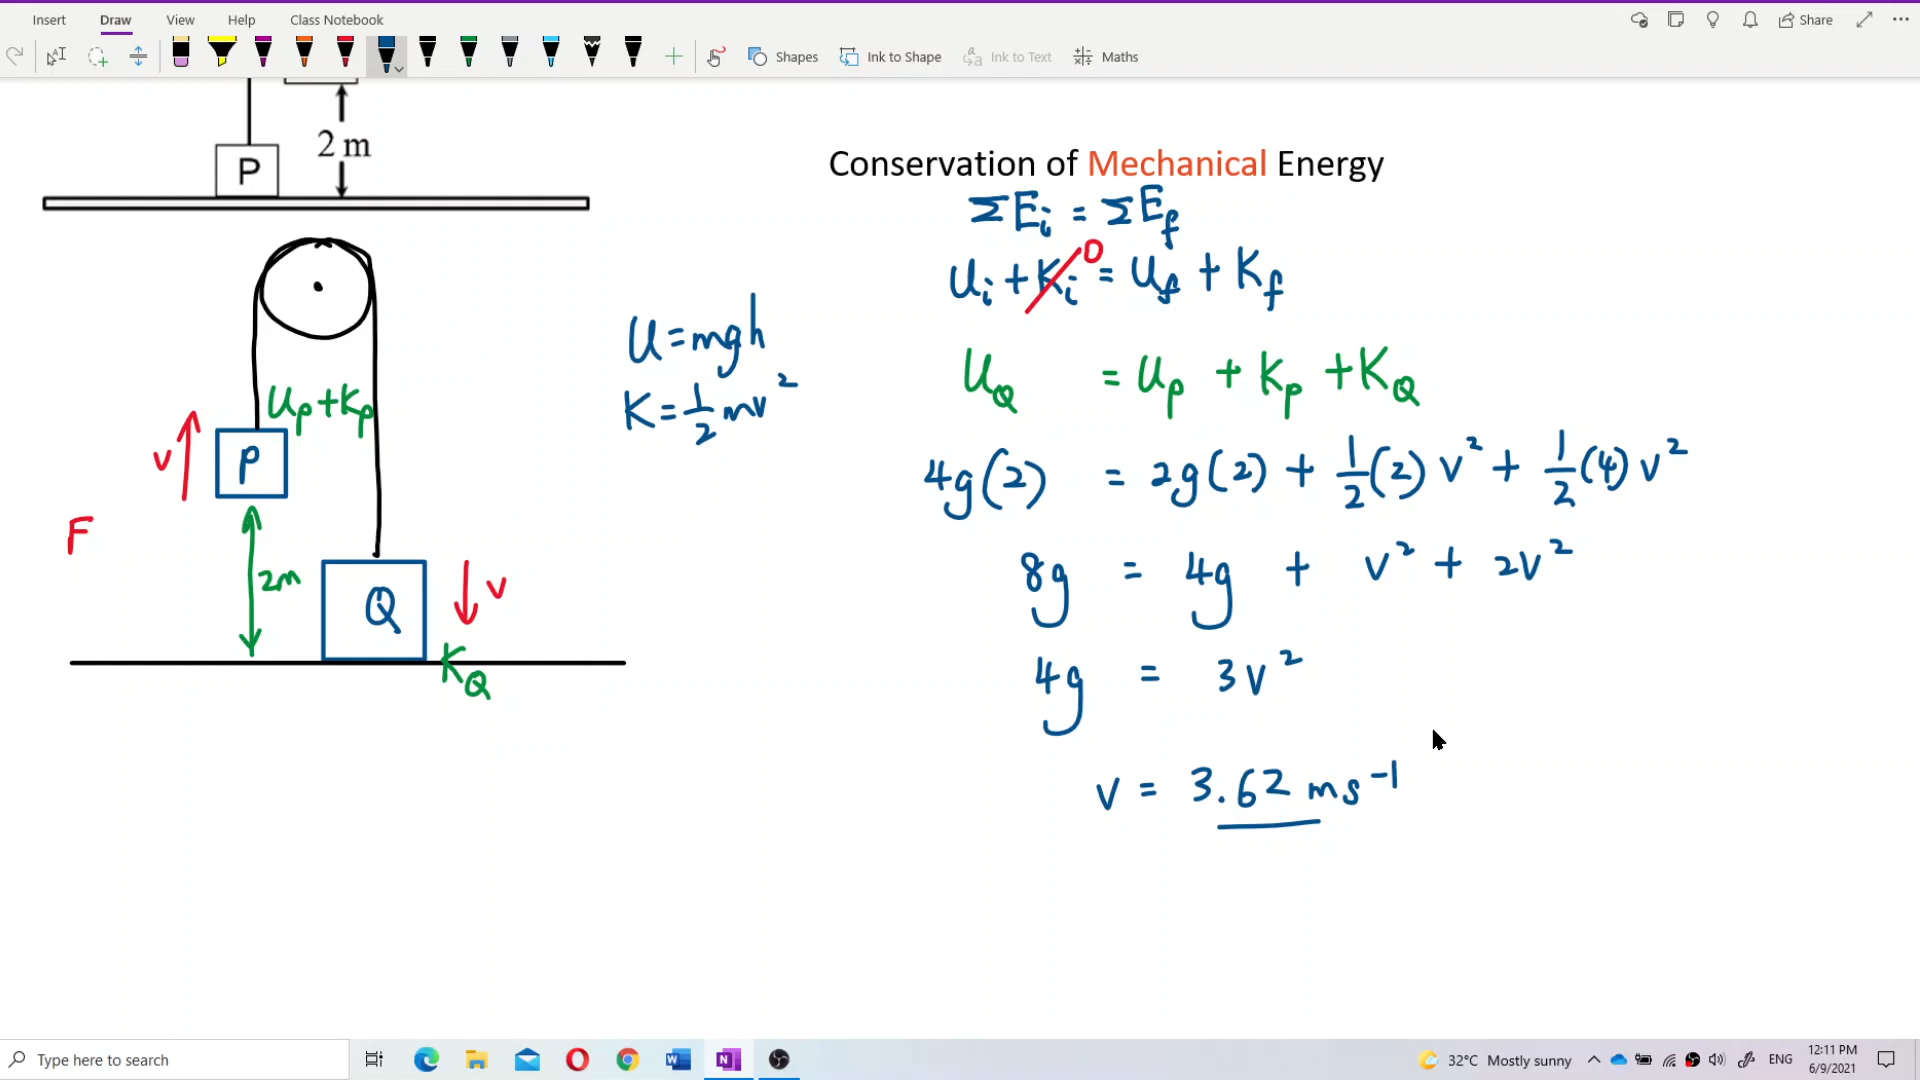 Insert Draw View Help Class Notebook Share
Shapes Ink to Shape Ink to Text Maths
2 m
P
Conservation of Mechanical Energy
ΣEi = ΣEf
Ui + Ki 0 = Uf + Kf
U = mgh
K = 1/2 mv²
UQ = Up + Kp + KQ
Up + Kp
v
P
4g(2) = 2g(2) + 1/2(2)v² + 1/2(4)v²
F
2m
Q
v
8g = 4g + v² + 2v²
KQ
4g = 3v²
v = 3.62 ms⁻¹
Type here to search
32°C Mostly sunny
ENG
12:11 PM
6/9/2021